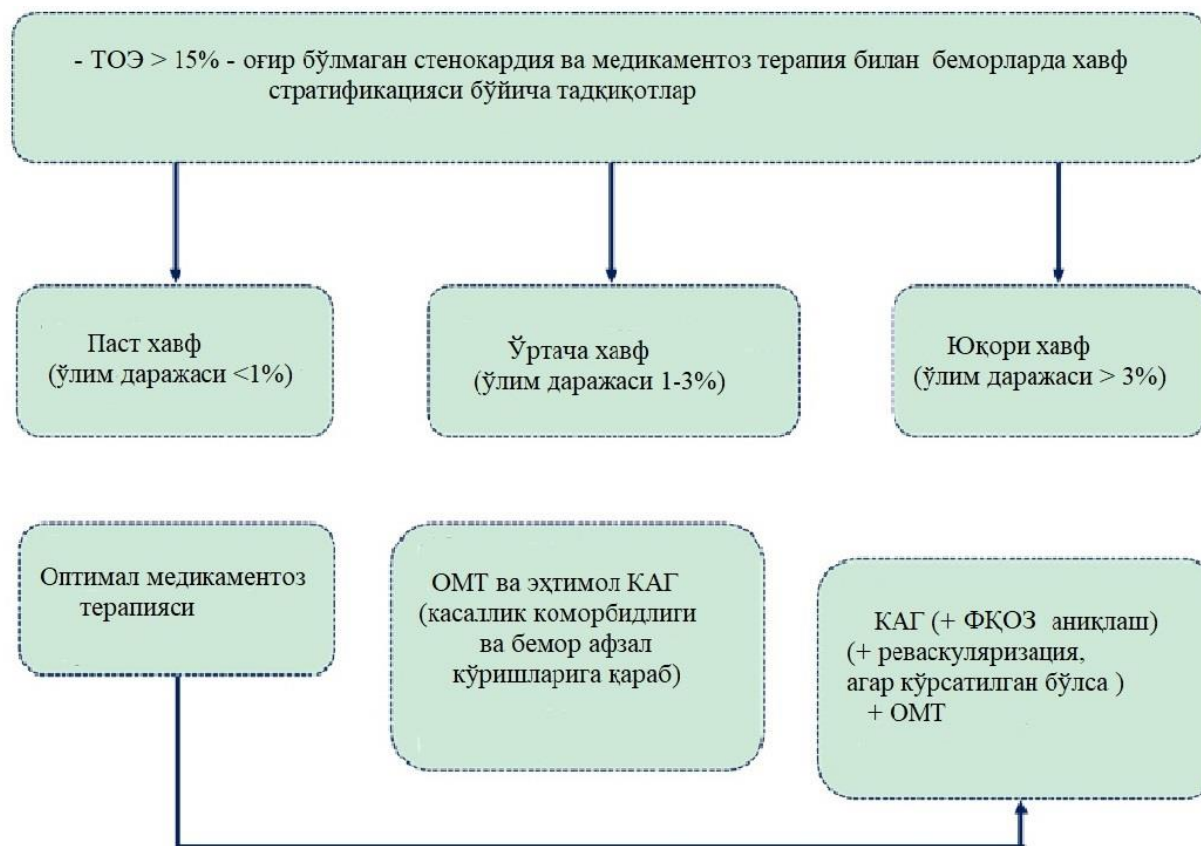 - ТОЭ > 15% - оғир бўлмаган стенокардия ва медикаментоз терапия билан беморларда хавф
стратификацияси бўйича тадқиқотлар
Паст хавф
(ўлим даражаси <1%)
Ўртача хавф
(ўлим даражаси 1-3%)
Юқори хавф
(ўлим даражаси > 3%)
Оптимал медикаментоз
терапияси
ОМТ ва эҳтимол КАГ
(касаллик коморбидлиги
ва бемор афзал
кўришларига қараб)
КАГ (+ ФҚОЗ аниқлаш)
(+ реваскуляризация,
агар кўрсатилган бўлса )
+ ОМТ